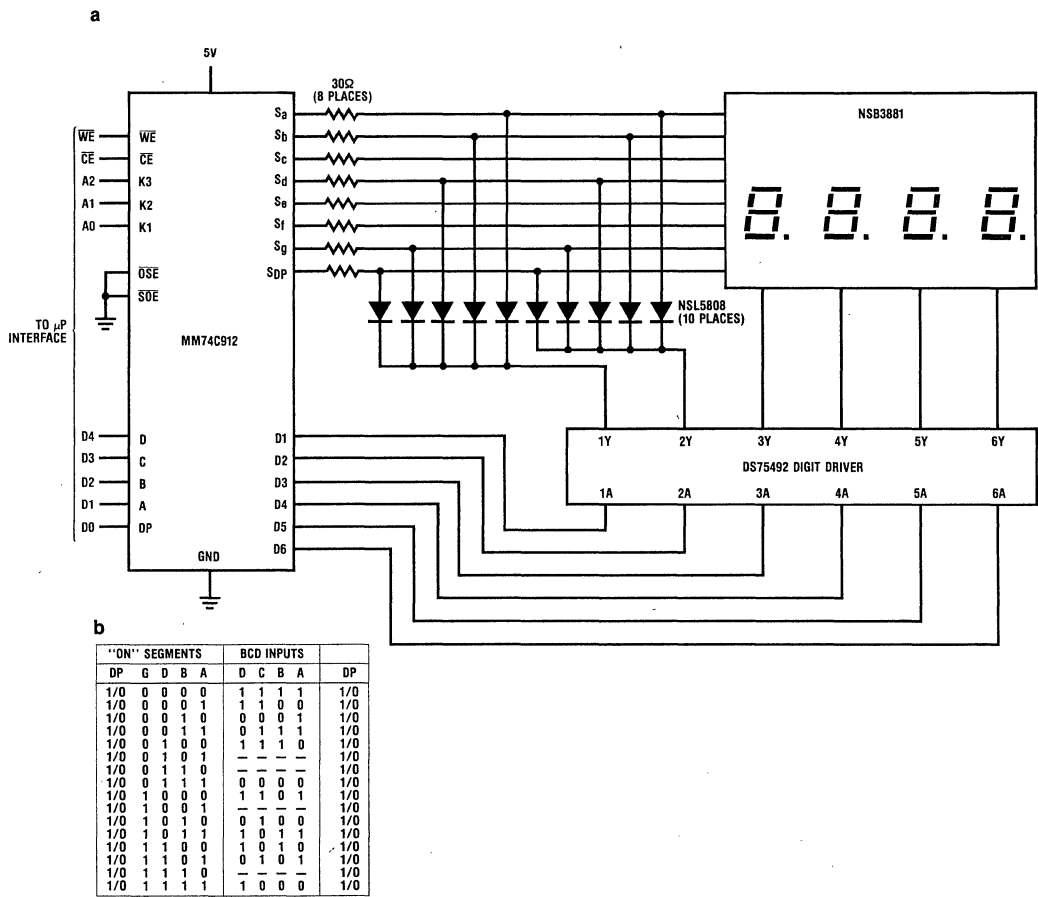 a
5V
30Ω
(8 PLACES)
NSB3881
Sa
WE WE Sb
CE CE Sc
A2 K3 Sd
A1 K2 Se
A0 K1 Sf
Sg
OSE SDP
SOE
NSL5808
(10 PLACES)
TO µP
INTERFACE
MM74C912
D4 D D1 1Y 2Y 3Y 4Y 5Y 6Y
D3 C D2
DS75492 DIGIT DRIVER
D2 B D3
1A 2A 3A 4A 5A 6A
D1 A D4
D0 DP D5
D6
GND
b
"ON" SEGMENTS BCD INPUTS
DP G D B A D C B A DP
1/0 0 0 0 0 1 1 1 1 1/0
1/0 0 0 0 1 1 1 0 0 1/0
1/0 0 0 1 0 0 0 0 1 1/0
1/0 0 0 1 1 0 1 1 1 1/0
1/0 0 1 0 0 1 1 1 0 1/0
1/0 0 1 0 1 — — — — 1/0
1/0 0 1 1 0 — — — — 1/0
1/0 0 1 1 1 0 0 0 0 1/0
1/0 1 0 0 0 1 1 0 1 1/0
1/0 1 0 0 1 — — — — 1/0
1/0 1 0 1 0 0 1 0 0 1/0
1/0 1 0 1 1 1 0 1 1 1/0
1/0 1 1 0 0 1 0 1 0 1/0
1/0 1 1 0 1 0 1 0 1 1/0
1/0 1 1 1 0 — — — — 1/0
1/0 1 1 1 1 1 0 0 0 1/0